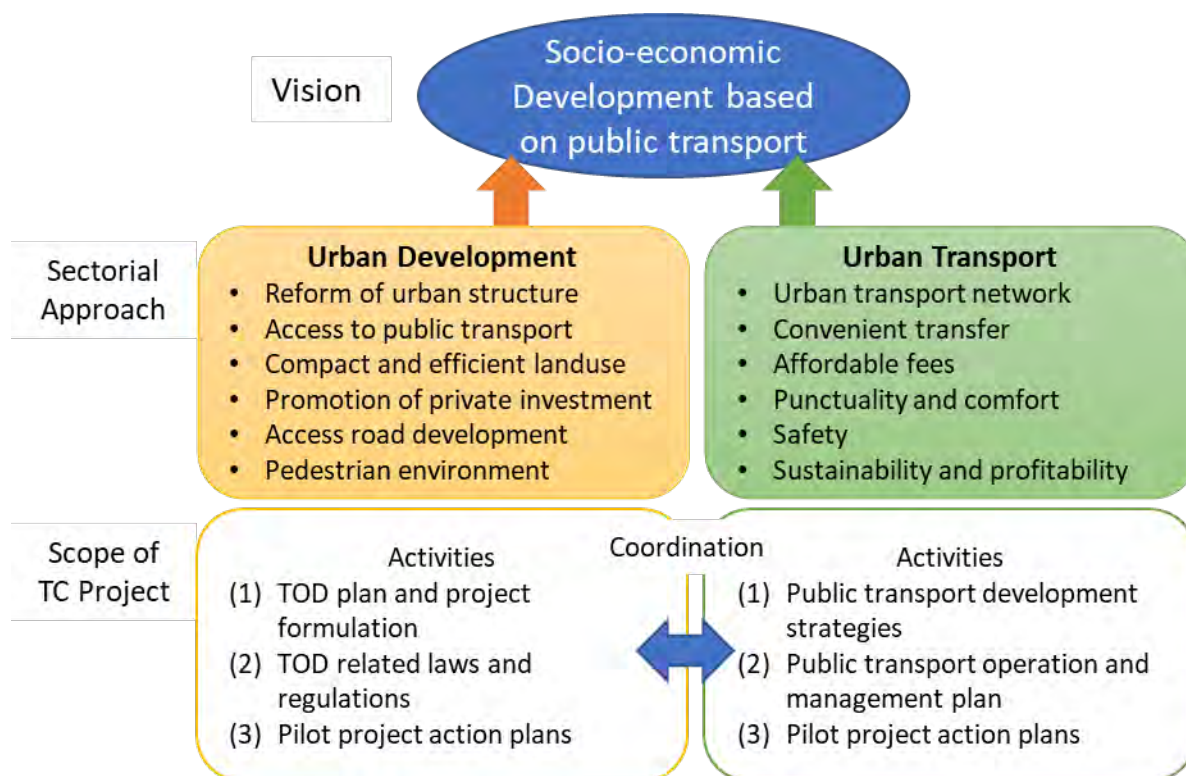 Vision
Socio-economic
Development based
on public transport
Sectorial
Approach
Urban Development
• Reform of urban structure
• Access to public transport
• Compact and efficient landuse
• Promotion of private investment
• Access road development
• Pedestrian environment
Urban Transport
• Urban transport network
• Convenient transfer
• Affordable fees
• Punctuality and comfort
• Safety
• Sustainability and profitability
Scope of
TC Project
Activities
(1) TOD plan and project
formulation
(2) TOD related laws and
regulations
(3) Pilot project action plans
Coordination
Activities
(1) Public transport development
strategies
(2) Public transport operation and
management plan
(3) Pilot project action plans